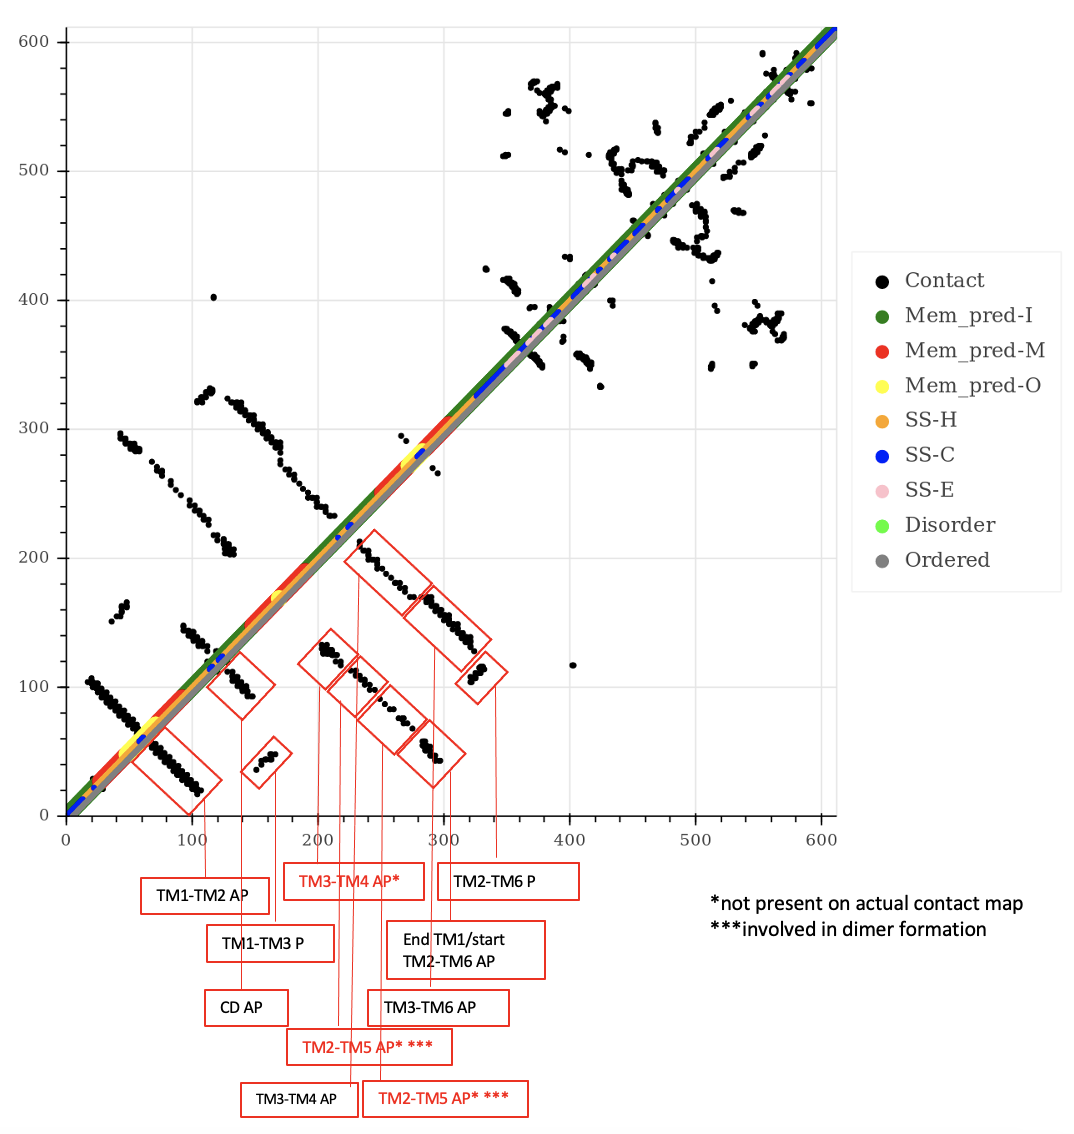 600
500
400
300
200
100
0
0 100 200 300 400 500 600
Contact
Mem_pred-I
Mem_pred-M
Mem_pred-O
SS-H
SS-C
SS-E
Disorder
Ordered
TM1-TM2 AP
TM3-TM4 AP*
TM2-TM6 P
TM1-TM3 P
End TM1/start
TM2-TM6 AP
CD AP
TM3-TM6 AP
TM2-TM5 AP* ***
TM3-TM4 AP
TM2-TM5 AP* ***
*not present on actual contact map
***involved in dimer formation